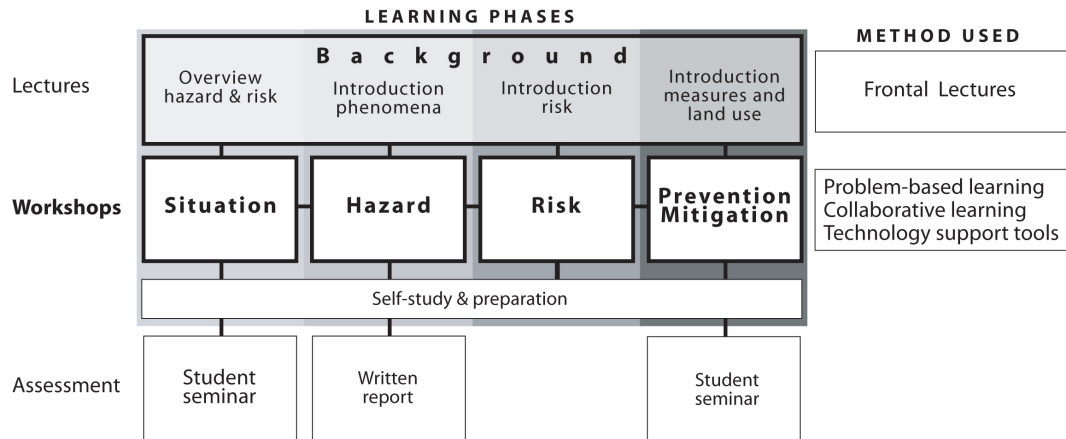 LEARNING PHASES
METHOD USED
Lectures
Background
Overview
hazard & risk
Introduction
phenomena
Introduction
risk
Introduction
measures and
land use
Frontal Lectures
Workshops
Situation
Hazard
Risk
Prevention
Mitigation
Problem-based learning
Collaborative learning
Technology support tools
Self-study & preparation
Assessment
Student
seminar
Written
report
Student
seminar